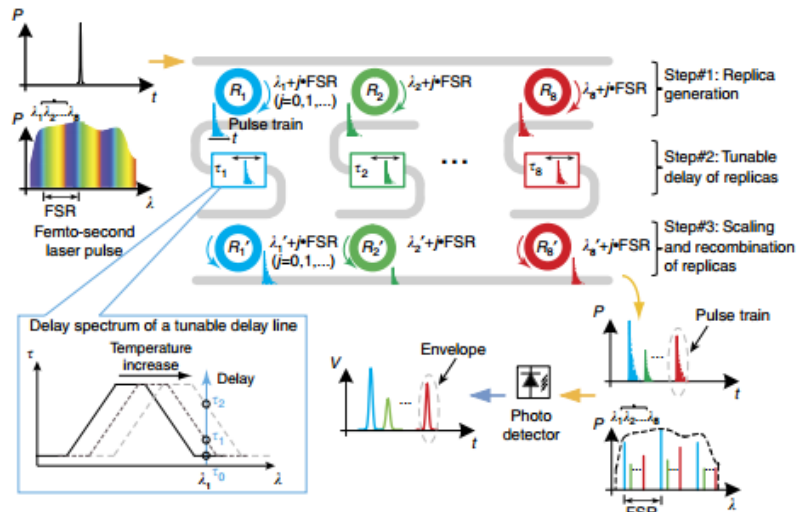 P
t
λ₁λ₂...λ₈
P
FSR
λ
Femto-second
laser pulse
R₁
λ₁+j•FSR
(j=0,1,...)
R₂
λ₂+j•FSR
R₈
λ₈+j•FSR
Step#1: Replica
generation
Pulse train
t
τ₁
τ₂
...
τ₈
Step#2: Tunable
delay of replicas
R₁'
λ₁'+j•FSR
(j=0,1,...)
R₂'
λ₂'+j•FSR
R₈'
λ₈'+j•FSR
Step#3: Scaling
and recombination
of replicas
Delay spectrum of a tunable delay line
τ
Temperature
increase
Delay
τ₂
τ₁
τ₀
λ₁
λ
V
Envelope
...
t
Photo
detector
P
Pulse train
...
t
λ₁λ₂...λ₈
P
λ
FSR